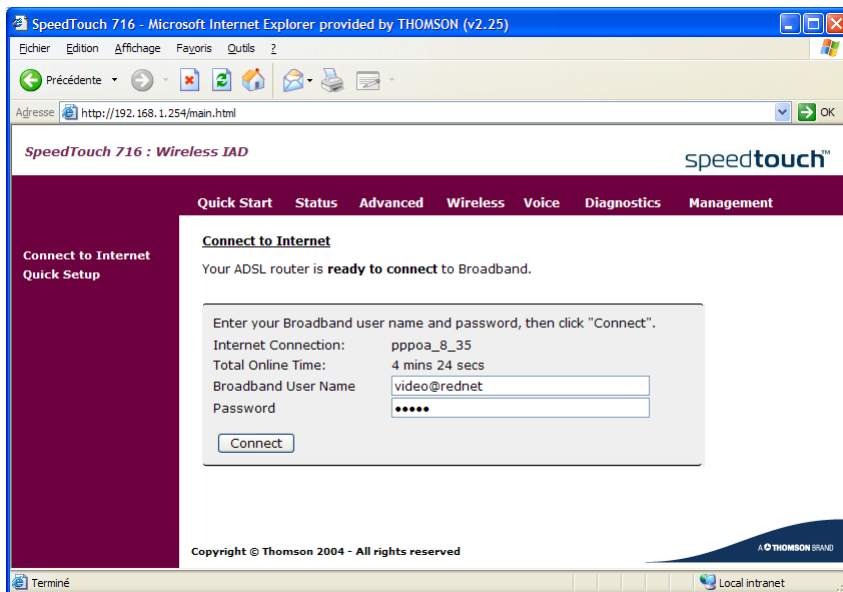 SpeedTouch 716 - Microsoft Internet Explorer provided by THOMSON (v2.25)
Fichier Edition Affichage Favoris Outils ?
Précédente
Adresse http://192.168.1.254/main.html OK
SpeedTouch 716 : Wireless IAD
speedtouch™
Quick Start Status Advanced Wireless Voice Diagnostics Management
Connect to Internet
Quick Setup
Connect to Internet
Your ADSL router is ready to connect to Broadband.
Enter your Broadband user name and password, then click "Connect".
Internet Connection: pppoa_8_35
Total Online Time: 4 mins 24 secs
Broadband User Name video@rednet
Password •••••
Connect
Copyright © Thomson 2004 - All rights reserved
A THOMSON BRAND
Terminé Local intranet